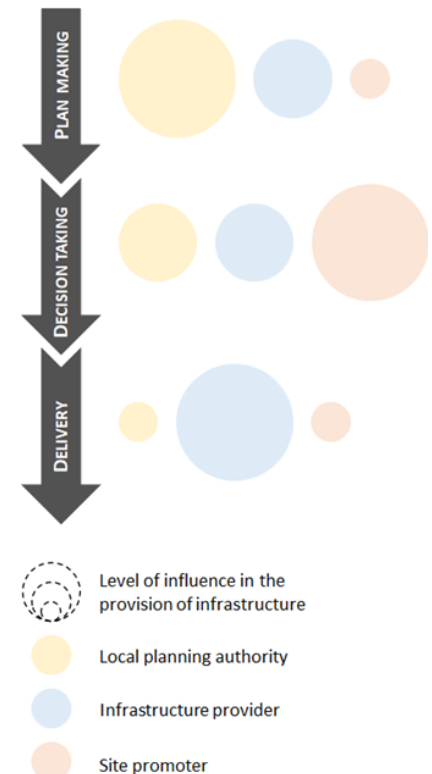 PLAN MAKING
DECISION TAKING
DELIVERY
Level of influence in the
provision of infrastructure
Local planning authority
Infrastructure provider
Site promoter